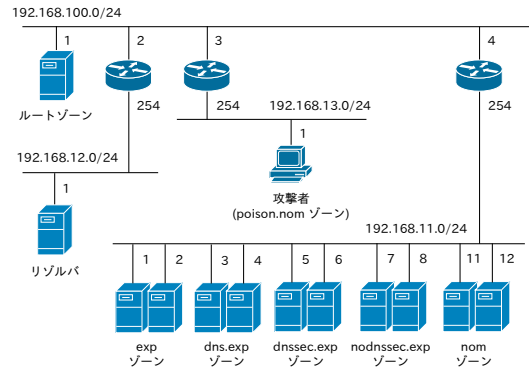 192.168.100.0/24
1
2
3
4
ルートゾーン
254
254
192.168.13.0/24
254
1
192.168.12.0/24
1
攻撃者
(poison.nom ゾーン)
192.168.11.0/24
リゾルバ
1
2
3
4
5
6
7
8
11
12
exp
ゾーン
dns.exp
ゾーン
dnssec.exp
ゾーン
nodnssec.exp
ゾーン
nom
ゾーン